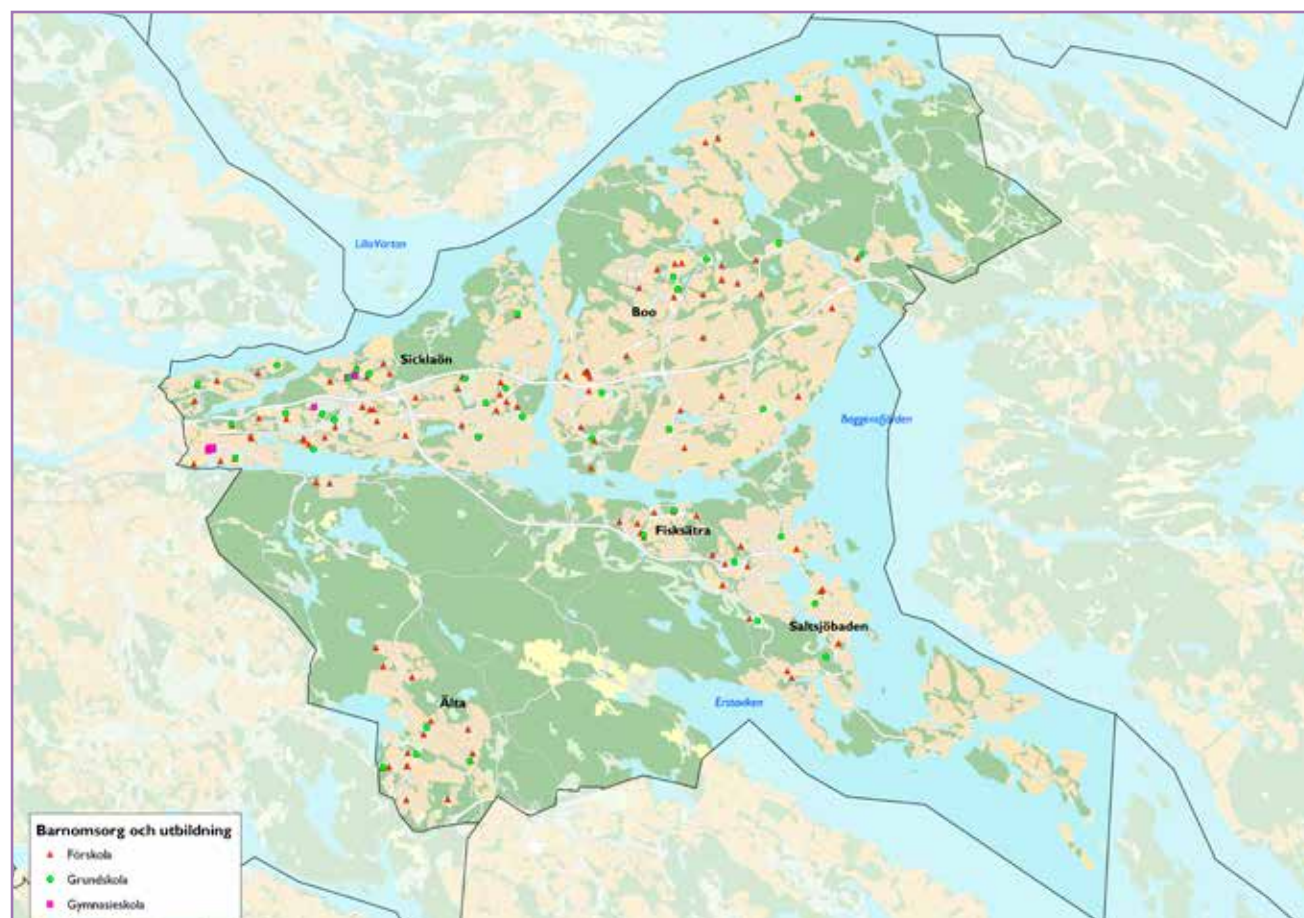 Lilla Värtan
Boo
Sicklaön
Baggensfjärden
Fisksätra
Saltsjöbaden
Erstaviken
Älta
Barnomsorg och utbildning
Förskola
Grundskola
Gymnasieskola